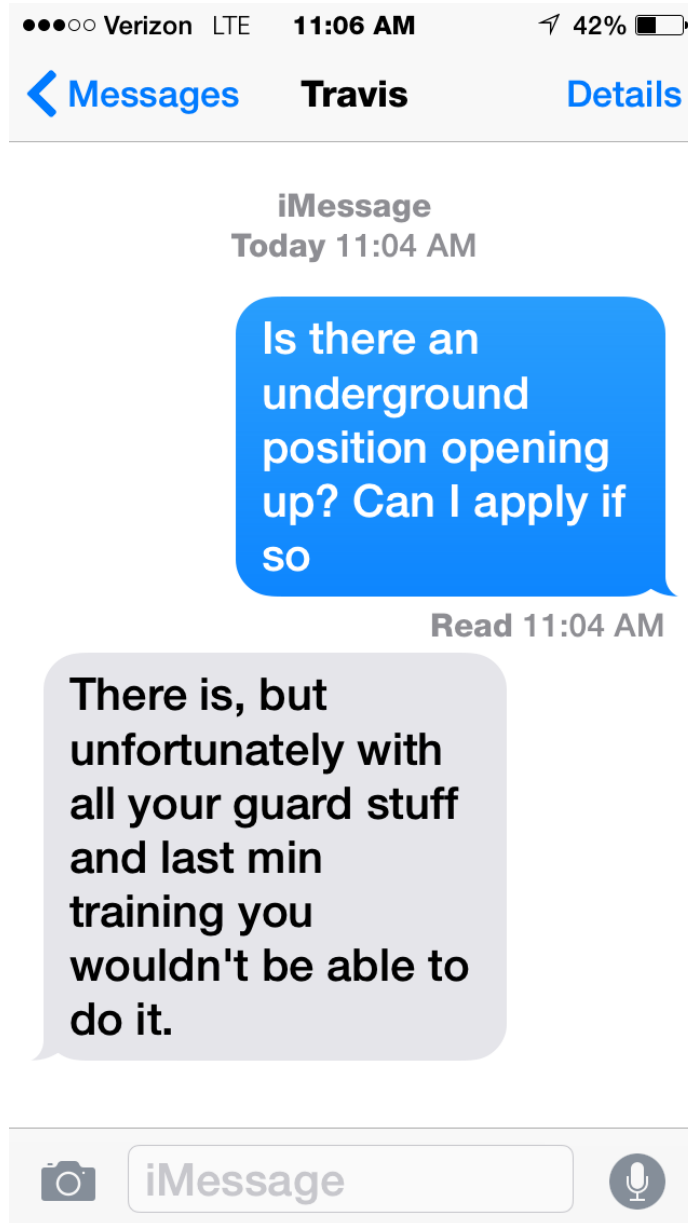 Verizon LTE 11:06 AM 42%
Messages Travis Details
iMessage
Today 11:04 AM
Is there an
underground
position opening
up? Can I apply if
so
Read 11:04 AM
There is, but
unfortunately with
all your guard stuff
and last min
training you
wouldn't be able to
do it.
iMessage